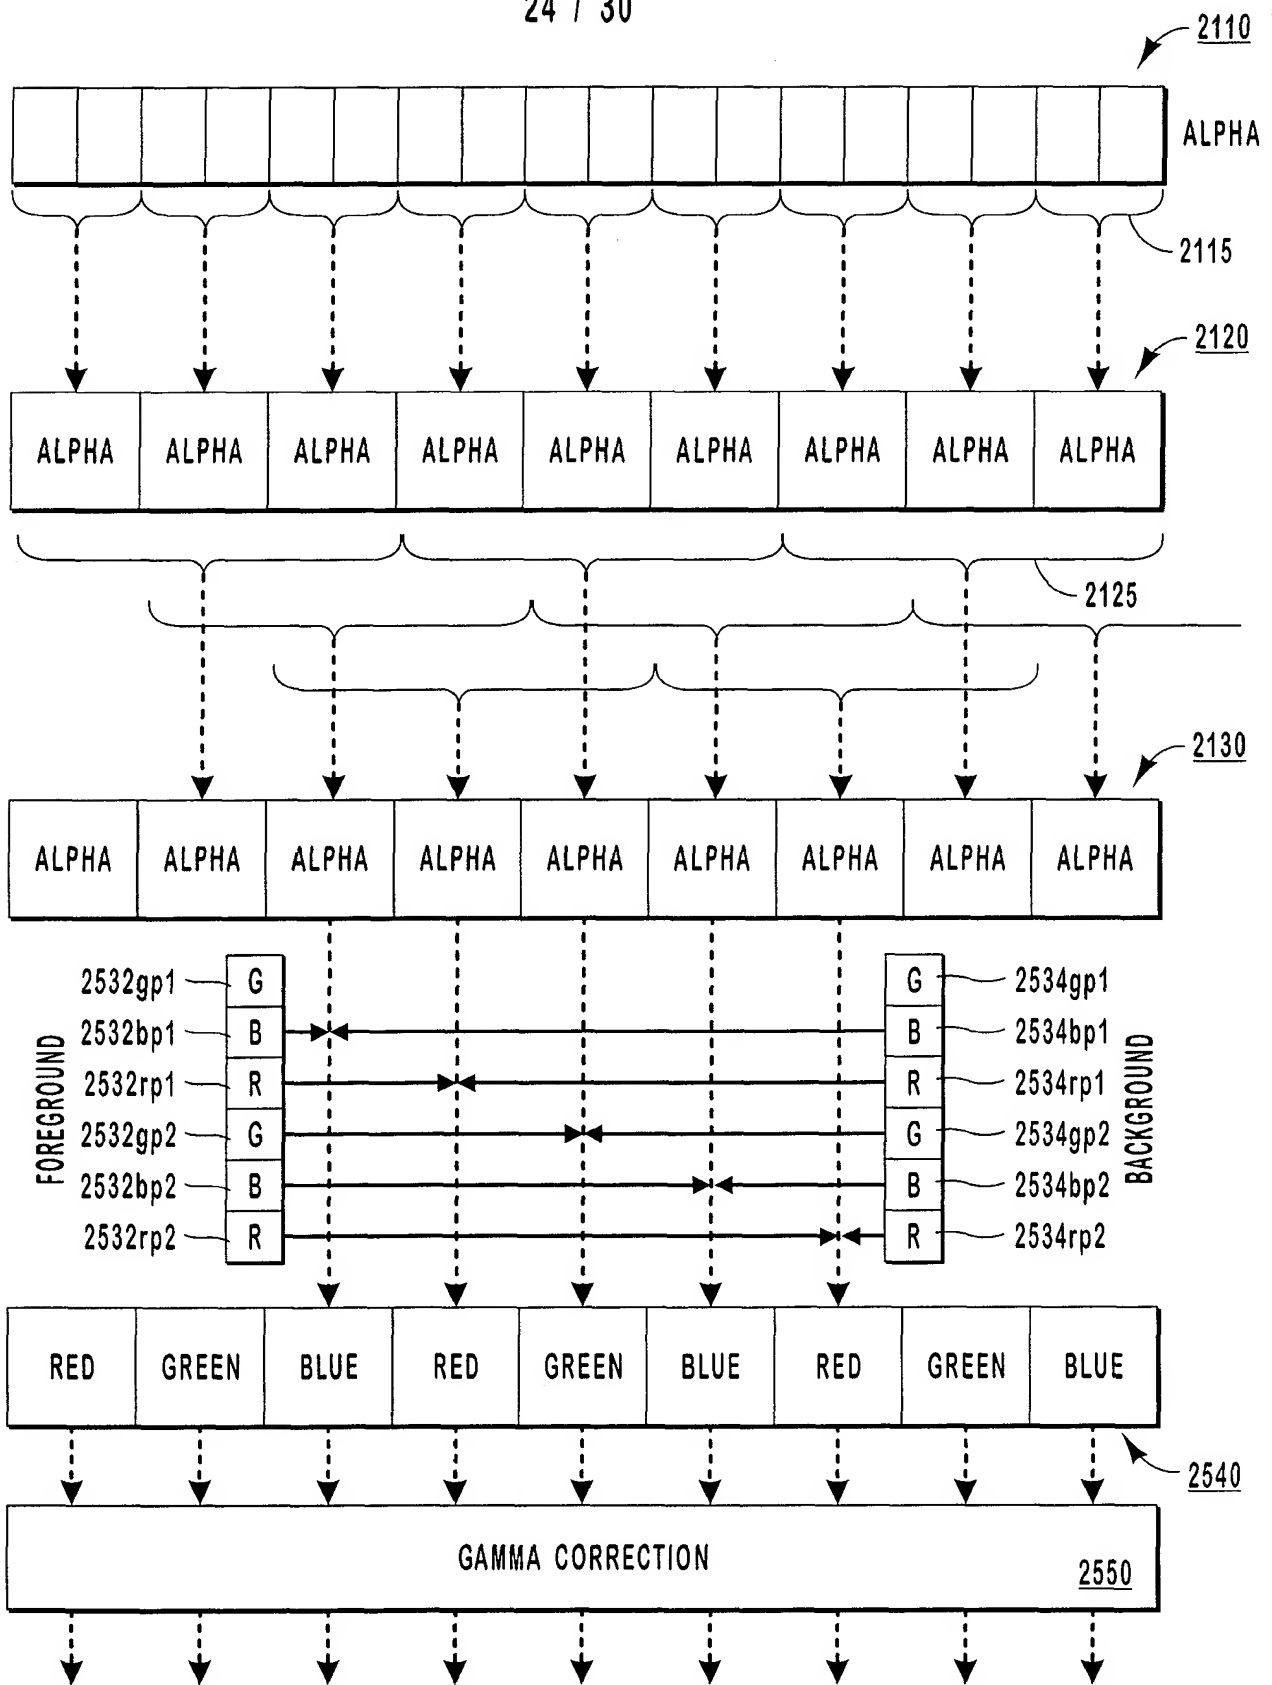 24 / 30
2110
ALPHA
2115
2120
ALPHA ALPHA ALPHA ALPHA ALPHA ALPHA ALPHA ALPHA ALPHA
2125
2130
ALPHA ALPHA ALPHA ALPHA ALPHA ALPHA ALPHA ALPHA ALPHA
2532gp1 G G 2534gp1
2532bp1 B B 2534bp1
2532rp1 R R 2534rp1
2532gp2 G G 2534gp2
2532bp2 B B 2534bp2
2532rp2 R R 2534rp2
FOREGROUND
BACKGROUND
RED GREEN BLUE RED GREEN BLUE RED GREEN BLUE
2540
GAMMA CORRECTION
2550